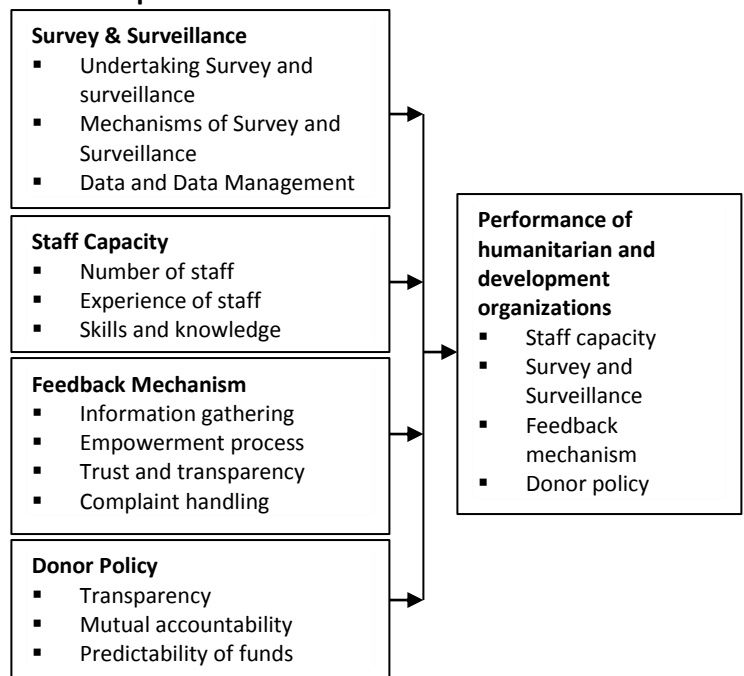 Survey & Surveillance
▪ Undertaking Survey and
surveillance
▪ Mechanisms of Survey and
Surveillance
▪ Data and Data Management
Staff Capacity
▪ Number of staff
▪ Experience of staff
▪ Skills and knowledge
Feedback Mechanism
▪ Information gathering
▪ Empowerment process
▪ Trust and transparency
▪ Complaint handling
Donor Policy
▪ Transparency
▪ Mutual accountability
▪ Predictability of funds
Performance of
humanitarian and
development
organizations
▪ Staff capacity
▪ Survey and
Surveillance
▪ Feedback
mechanism
▪ Donor policy